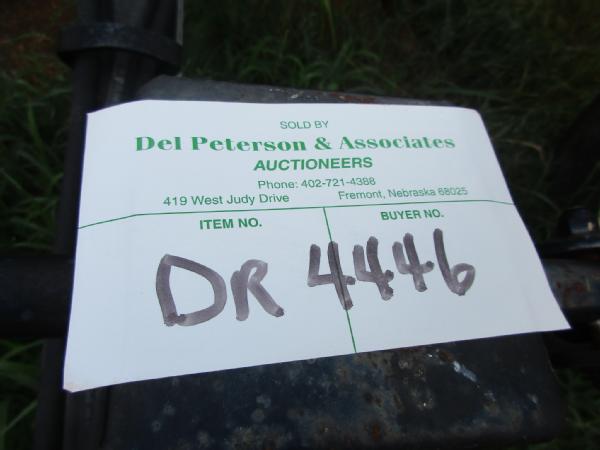 SOLD BY
Del Peterson & Associates
AUCTIONEERS
Phone: 402-721-4388
419 West Judy Drive Fremont, Nebraska 68025
ITEM NO. BUYER NO.
DR 4446